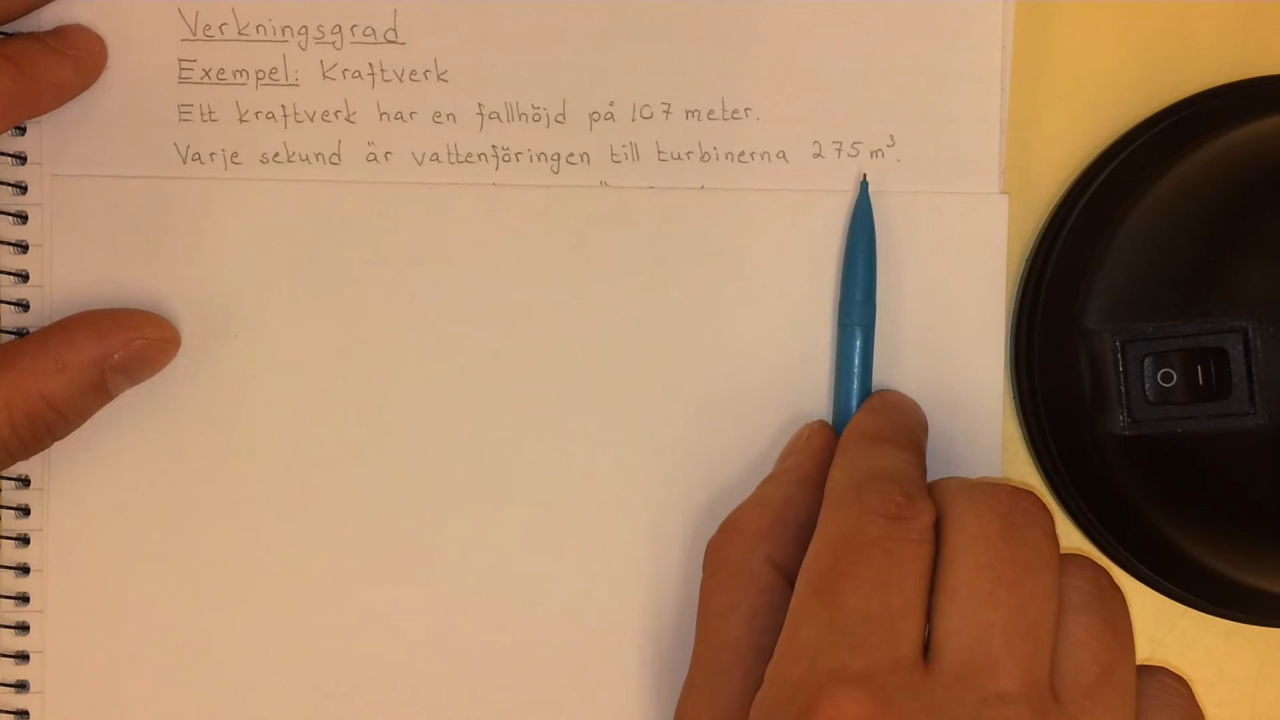 Verkningsgrad
Exempel: Kraftverk
Ett kraftverk har en fallhöjd på 107 meter.
Varje sekund är vattenföringen till turbinerna 275 m³.